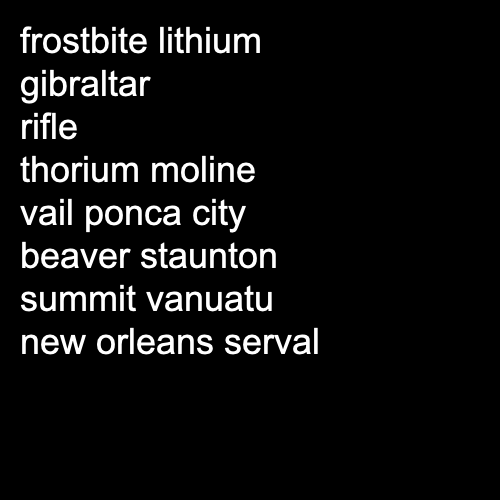 frostbite lithium
gibraltar
rifle
thorium moline
vail ponca city
beaver staunton
summit vanuatu
new orleans serval